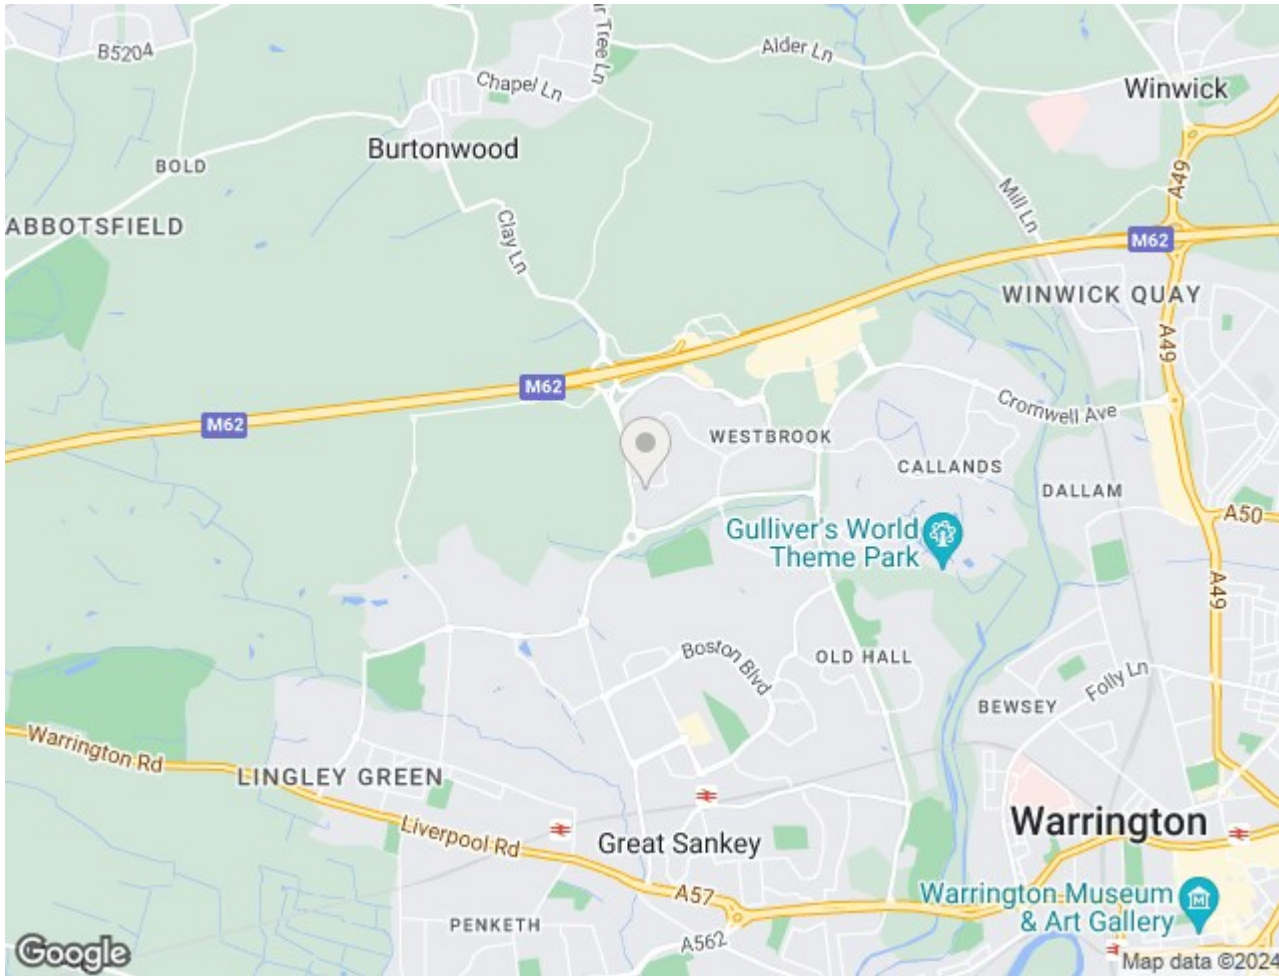 B5204
Tree Ln
Alder Ln
Chapel Ln
Winwick
Burtonwood
BOLD
A49
Mill Ln
ABBOTSFIELD
Clay Ln
M62
WINWICK QUAY
A49
M62
M62
Cromwell Ave
WESTBROOK
CALLANDS
DALLAM
A50
Gulliver's World
Theme Park
A49
Boston Blvd
OLD HALL
Folly Ln
BEWSEY
Warrington Rd
LINGLEY GREEN
Warrington
Liverpool Rd
Great Sankey
A57
Warrington Museum
& Art Gallery
PENKETH
A562
Google
Map data ©2024